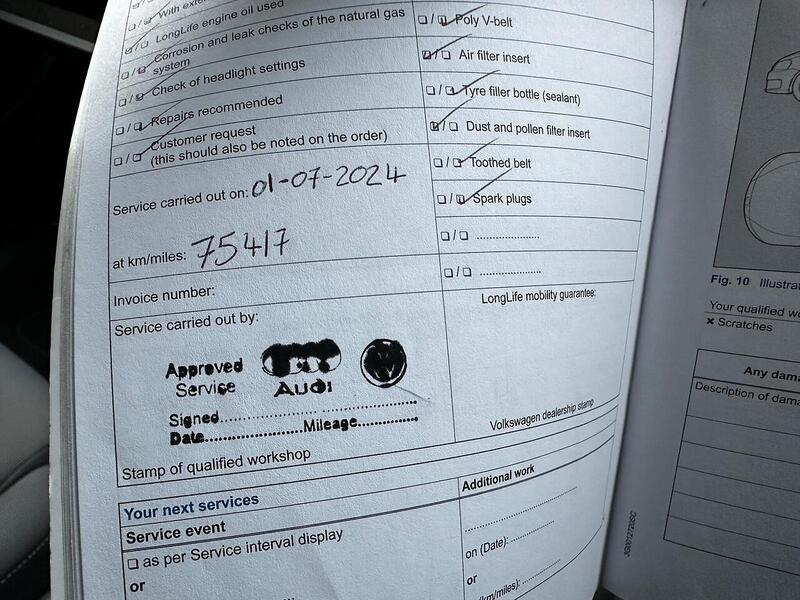 With
LongLife engine oil used
Corrosion and leak checks of the natural gas
system
Check of headlight settings
Repairs recommended
Customer request
(this should also be noted on the order)
Service carried out on: 01-07-2024
at km/miles: 75417
Invoice number:
Service carried out by:
Approved
Service
Audi
Signed
Date Mileage
Stamp of qualified workshop
Poly V-belt
Air filter insert
Tyre filler bottle (sealant)
Dust and pollen filter insert
Toothed belt
Spark plugs
LongLife mobility guarantee:
Volkswagen dealership stamp
Your next services
Service event
as per Service interval display
or
Additional work
on (Date):
or
(km/miles):
Fig. 10 Illustra
Your qualified wo
× Scratches
Any dama
Description of dama